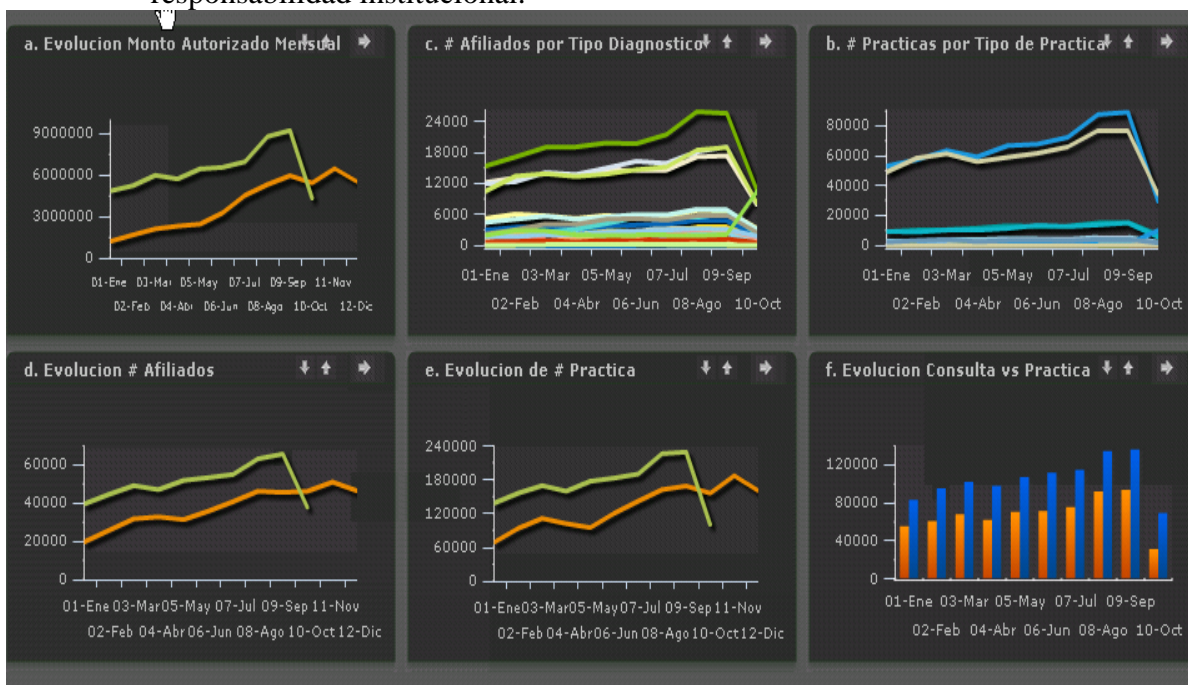 responsabilidad institucional.
a. Evolucion Monto Autorizado Mensual
9000000
6000000
3000000
0
01-Ene 03-Mar 05-May 07-Jul 09-Sep 11-Nov
02-Feb 04-Abr 06-Jun 08-Ago 10-Oct 12-Dic
c. # Afiliados por Tipo Diagnostico
24000
18000
12000
6000
0
01-Ene 03-Mar 05-May 07-Jul 09-Sep
02-Feb 04-Abr 06-Jun 08-Ago 10-Oct
b. # Practicas por Tipo de Practica
80000
60000
40000
20000
0
01-Ene 03-Mar 05-May 07-Jul 09-Sep
02-Feb 04-Abr 06-Jun 08-Ago 10-Oct
d. Evolucion # Afiliados
60000
40000
20000
0
01-Ene 03-Mar 05-May 07-Jul 09-Sep 11-Nov
02-Feb 04-Abr 06-Jun 08-Ago 10-Oct 12-Dic
e. Evolucion de # Practica
240000
180000
120000
60000
0
01-Ene 03-Mar 05-May 07-Jul 09-Sep 11-Nov
02-Feb 04-Abr 06-Jun 08-Ago 10-Oct 12-Dic
f. Evolucion Consulta vs Practica
120000
80000
40000
0
01-Ene 03-Mar 05-May 07-Jul 09-Sep
02-Feb 04-Abr 06-Jun 08-Ago 10-Oct